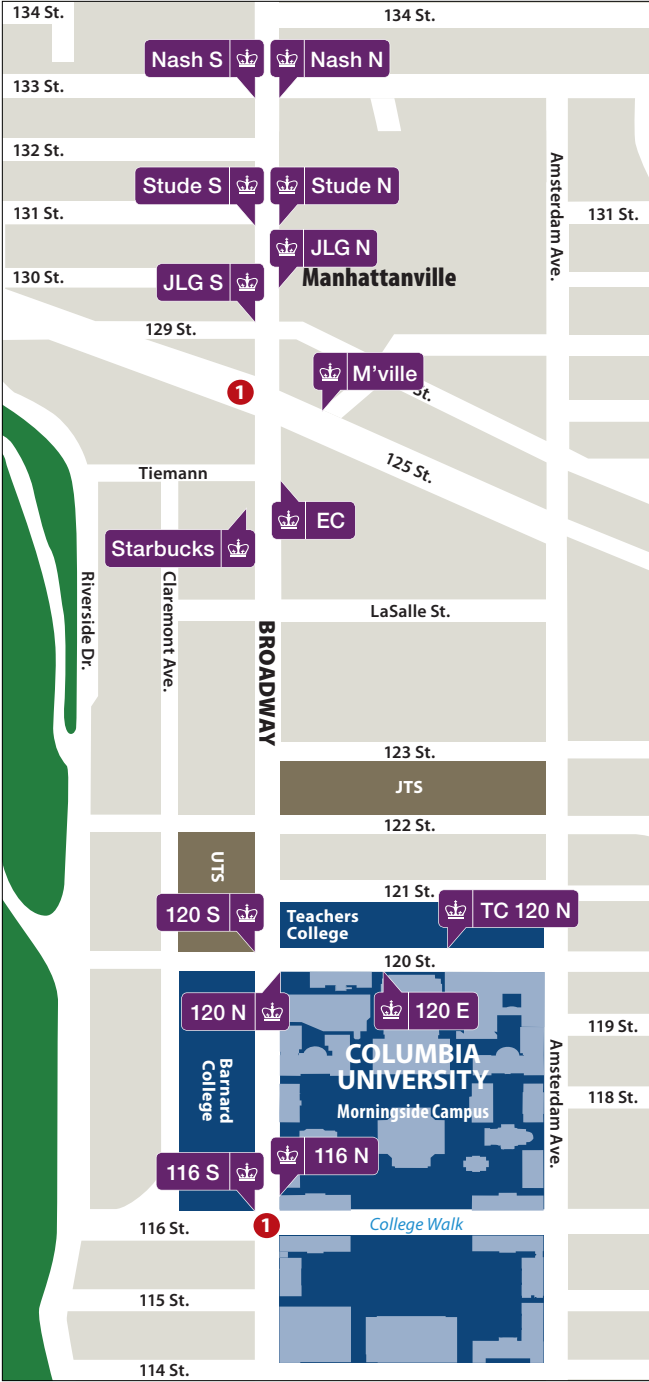 134 St.
134 St.
Nash S
Nash N
133 St.
132 St.
Stude S
Stude N
Amsterdam Ave.
131 St.
131 St.
JLG N
130 St.
JLG S
Manhattanville
129 St.
M'ville
St.
1
125 St.
Tiemann
EC
Starbucks
Riverside Dr.
Claremont Ave.
LaSalle St.
BROADWAY
123 St.
JTS
122 St.
UTS
121 St.
120 S
Teachers
College
TC 120 N
120 St.
120 N
120 E
119 St.
COLUMBIA
UNIVERSITY
Morningside Campus
Barnard
College
Amsterdam Ave.
118 St.
116 S
116 N
116 St.
1
College Walk
115 St.
114 St.